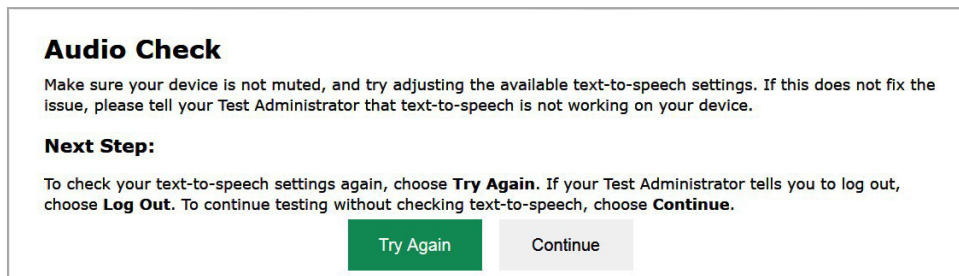 Audio Check
Make sure your device is not muted, and try adjusting the available text-to-speech settings. If this does not fix the
issue, please tell your Test Administrator that text-to-speech is not working on your device.
Next Step:
To check your text-to-speech settings again, choose Try Again. If your Test Administrator tells you to log out,
choose Log Out. To continue testing without checking text-to-speech, choose Continue.
Try Again Continue